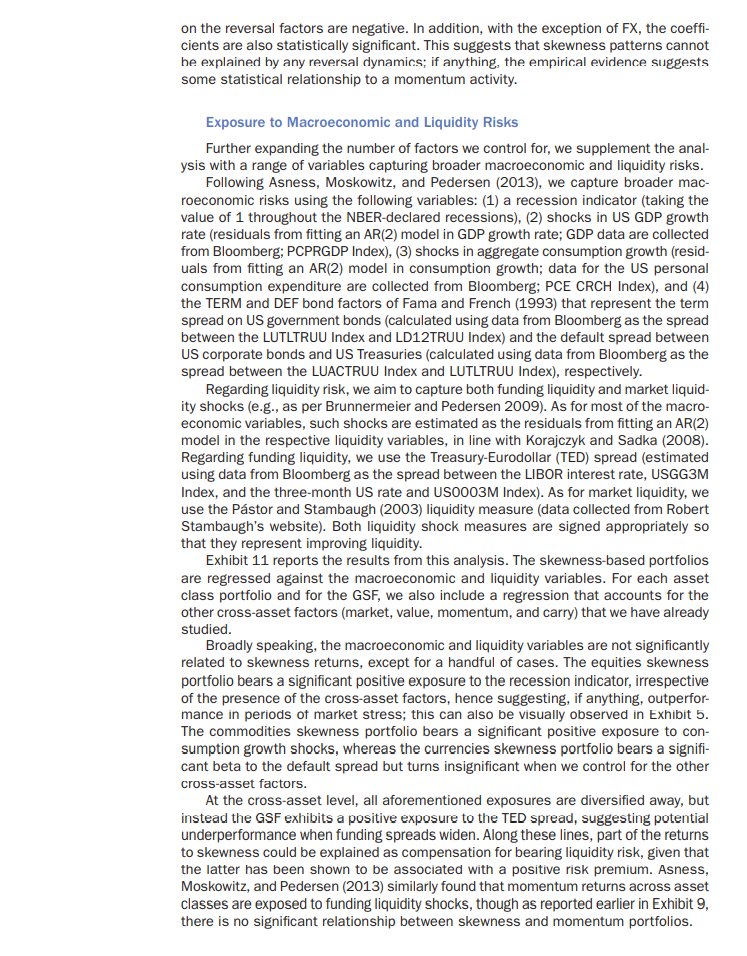 on the reversal factors are negative. In addition, with the exception of FX, the coeffi-
cients are also statistically significant. This suggests that skewness patterns cannot
be explained by any reversal dynamics; if anything, the empirical evidence suggests
some statistical relationship to a momentum activity.
Exposure to Macroeconomic and Liquidity Risks
Further expanding the number of factors we control for, we supplement the anal-
ysis with a range of variables capturing broader macroeconomic and liquidity risks.
Following Asness, Moskowitz, and Pedersen (2013), we capture broader mac-
roeconomic risks using the following variables: (1) a recession indicator (taking the
value of 1 throughout the NBER-declared recessions), (2) shocks in US GDP growth
rate (residuals from fitting an AR(2) model in GDP growth rate; GDP data are collected
from Bloomberg; PCPRGDP Index), (3) shocks in aggregate consumption growth (resid-
uals from fitting an AR(2) model in consumption growth; data for the US personal
consumption expenditure are collected from Bloomberg; PCE CRCH Index), and (4)
the TERM and DEF bond factors of Fama and French (1993) that represent the term
spread on US government bonds (calculated using data from Bloomberg as the spread
between the LUTLTRUU Index and LD12TRUU Index) and the default spread between
US corporate bonds and US Treasuries (calculated using data from Bloomberg as the
spread between the LUACTRUU Index and LUTLTRUU Index), respectively.
Regarding liquidity risk, we aim to capture both funding liquidity and market liquid-
ity shocks (e.g., as per Brunnermeier and Pedersen 2009). As for most of the macro-
economic variables, such shocks are estimated as the residuals from fitting an AR(2)
model in the respective liquidity variables, in line with Korajczyk and Sadka (2008).
Regarding funding liquidity, we use the Treasury-Eurodollar (TED) spread (estimated
using data from Bloomberg as the spread between the LIBOR interest rate, USGG3M
Index, and the three-month US rate and US0003M Index). As for market liquidity, we
use the Pástor and Stambaugh (2003) liquidity measure (data collected from Robert
Stambaugh's website). Both liquidity shock measures are signed appropriately so
that they represent improving liquidity.
Exhibit 11 reports the results from this analysis. The skewness-based portfolios
are regressed against the macroeconomic and liquidity variables. For each asset
class portfolio and for the GSF, we also include a regression that accounts for the
other cross-asset factors (market, value, momentum, and carry) that we have already
studied.
Broadly speaking, the macroeconomic and liquidity variables are not significantly
related to skewness returns, except for a handful of cases. The equities skewness
portfolio bears a significant positive exposure to the recession indicator, irrespective
of the presence of the cross-asset factors, hence suggesting, if anything, outperfor-
mance in periods of market stress; this can also be visually observed in Exhibit 5.
The commodities skewness portfolio bears a significant positive exposure to con-
sumption growth shocks, whereas the currencies skewness portfolio bears a signifi-
cant beta to the default spread but turns insignificant when we control for the other
cross-asset factors.
At the cross-asset level, all aforementioned exposures are diversified away, but
instead the GSF exhibits a positive exposure to the TED spread, suggesting potential
underperformance when funding spreads widen. Along these lines, part of the returns
to skewness could be explained as compensation for bearing liquidity risk, given that
the latter has been shown to be associated with a positive risk premium. Asness,
Moskowitz, and Pedersen (2013) similarly found that momentum returns across asset
classes are exposed to funding liquidity shocks, though as reported earlier in Exhibit 9,
there is no significant relationship between skewness and momentum portfolios.